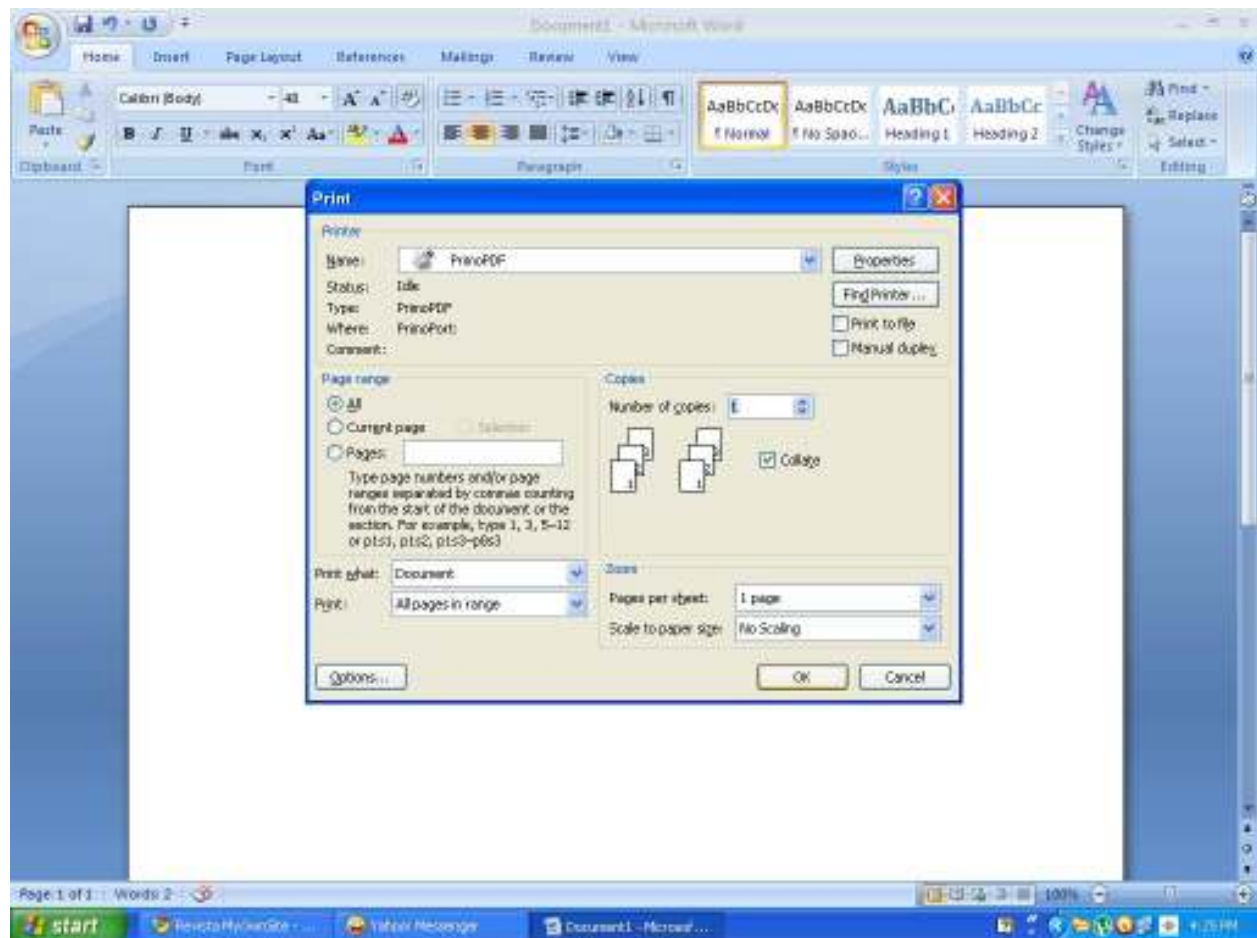 Document1 - Microsoft Word
Home Insert Page Layout References Mailings Review View
Calibri (Body) 48
Paste
B I U abc x₂ x² Aa A
AaBbCcDc AaBbCcDc AaBbC AaBbCc
¶ Normal ¶ No Spac... Heading 1 Heading 2
Change Styles
Find
Replace
Select
Clipboard Font Paragraph Styles Editing
Print
Printer
Name: PrimoPDF Properties
Status: Idle Find Printer...
Type: PrimoPDF
Where: PrimoPort: Print to file
Comment: Manual duplex
Page range Copies
All Number of copies: 1
Current page Selection
Pages: Collate
Type page numbers and/or page
ranges separated by commas counting
from the start of the document or the
section. For example, type 1, 3, 5–12
or p1s1, p1s2, p1s3–p8s3
Print what: Document Zoom
Print: All pages in range Pages per sheet: 1 page
Scale to paper size: No Scaling
Options... OK Cancel
Page: 1 of 1 Words: 2 100%
start Yahoo! Messenger Document1 - Microsof...